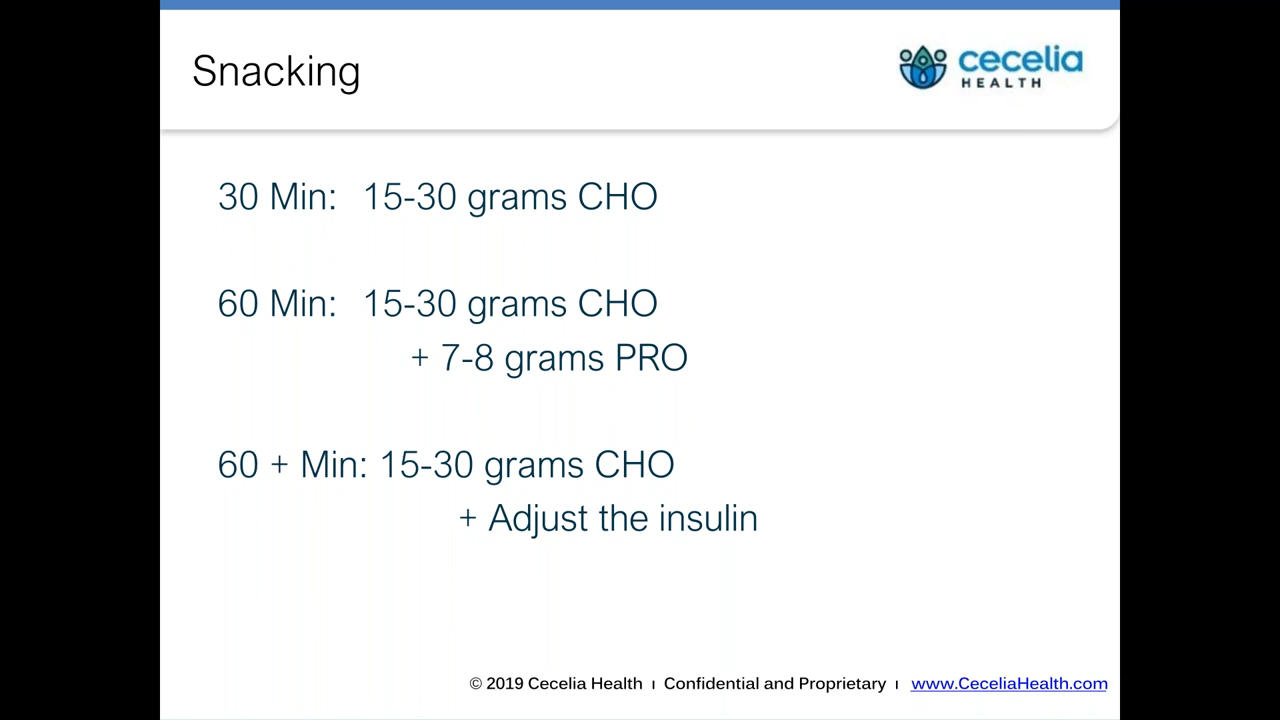 Snacking
cecelia
HEALTH
30 Min: 15-30 grams CHO
60 Min: 15-30 grams CHO
+ 7-8 grams PRO
60 + Min: 15-30 grams CHO
+ Adjust the insulin
© 2019 Cecelia Health ı Confidential and Proprietary ı www.CeceliaHealth.com